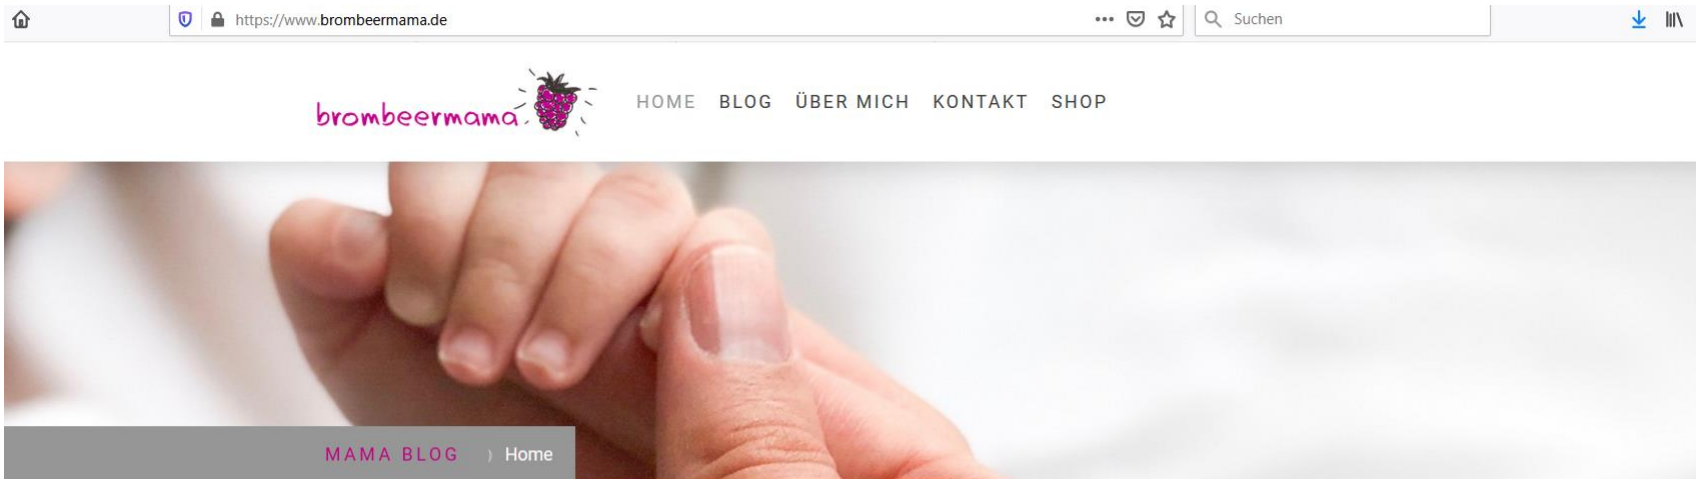 https://www.brombeermama.de
Suchen
brombeermama
HOME BLOG ÜBER MICH KONTAKT SHOP
MAMA BLOG Home